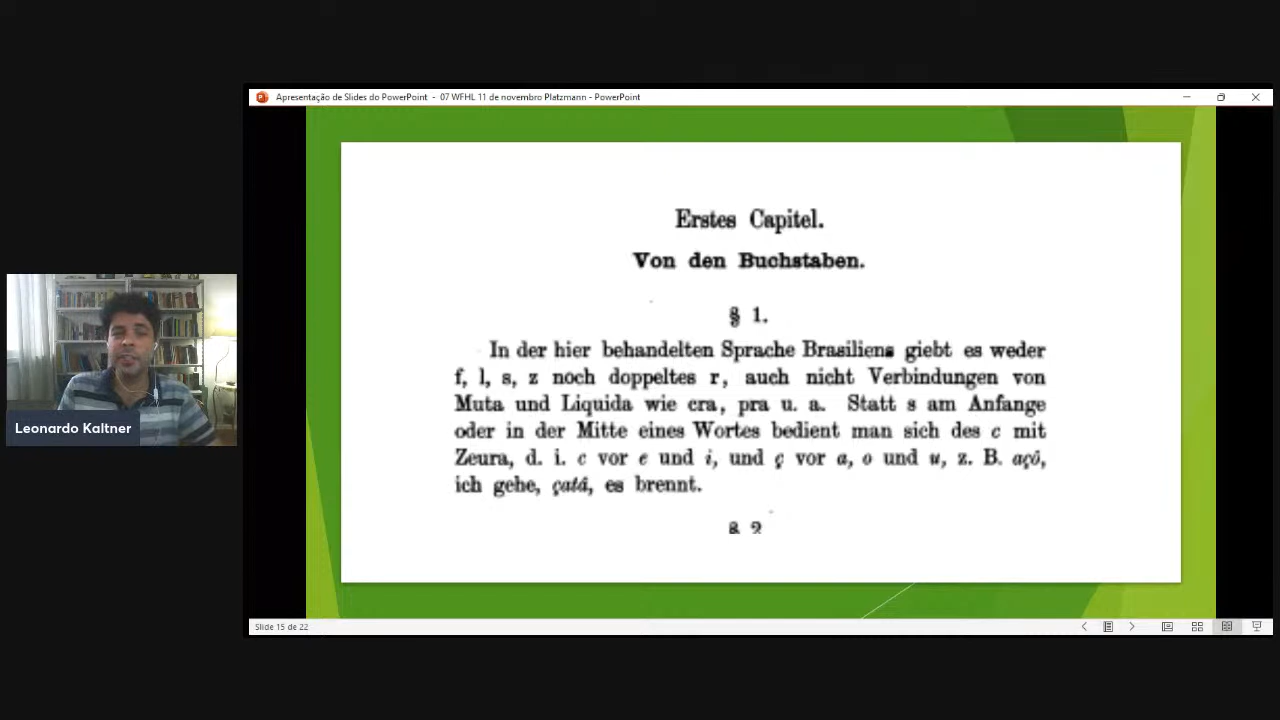 Apresentação de Slides do PowerPoint - 07 WFHL 11 de novembro Platzmann - PowerPoint
Erstes Capitel.
Von den Buchstaben.
§ 1.
In der hier behandelten Sprache Brasiliens giebt es weder
f, l, s, z noch doppeltes r, auch nicht Verbindungen von
Muta und Liquida wie cra, pra u. a. Statt s am Anfange
oder in der Mitte eines Wortes bedient man sich des c mit
Zeura, d. i. c vor e und i, und ç vor a, o und u, z. B. açô,
ich gehe, çatâ, es brennt.
§ 2
Leonardo Kaltner
Slide 15 de 22